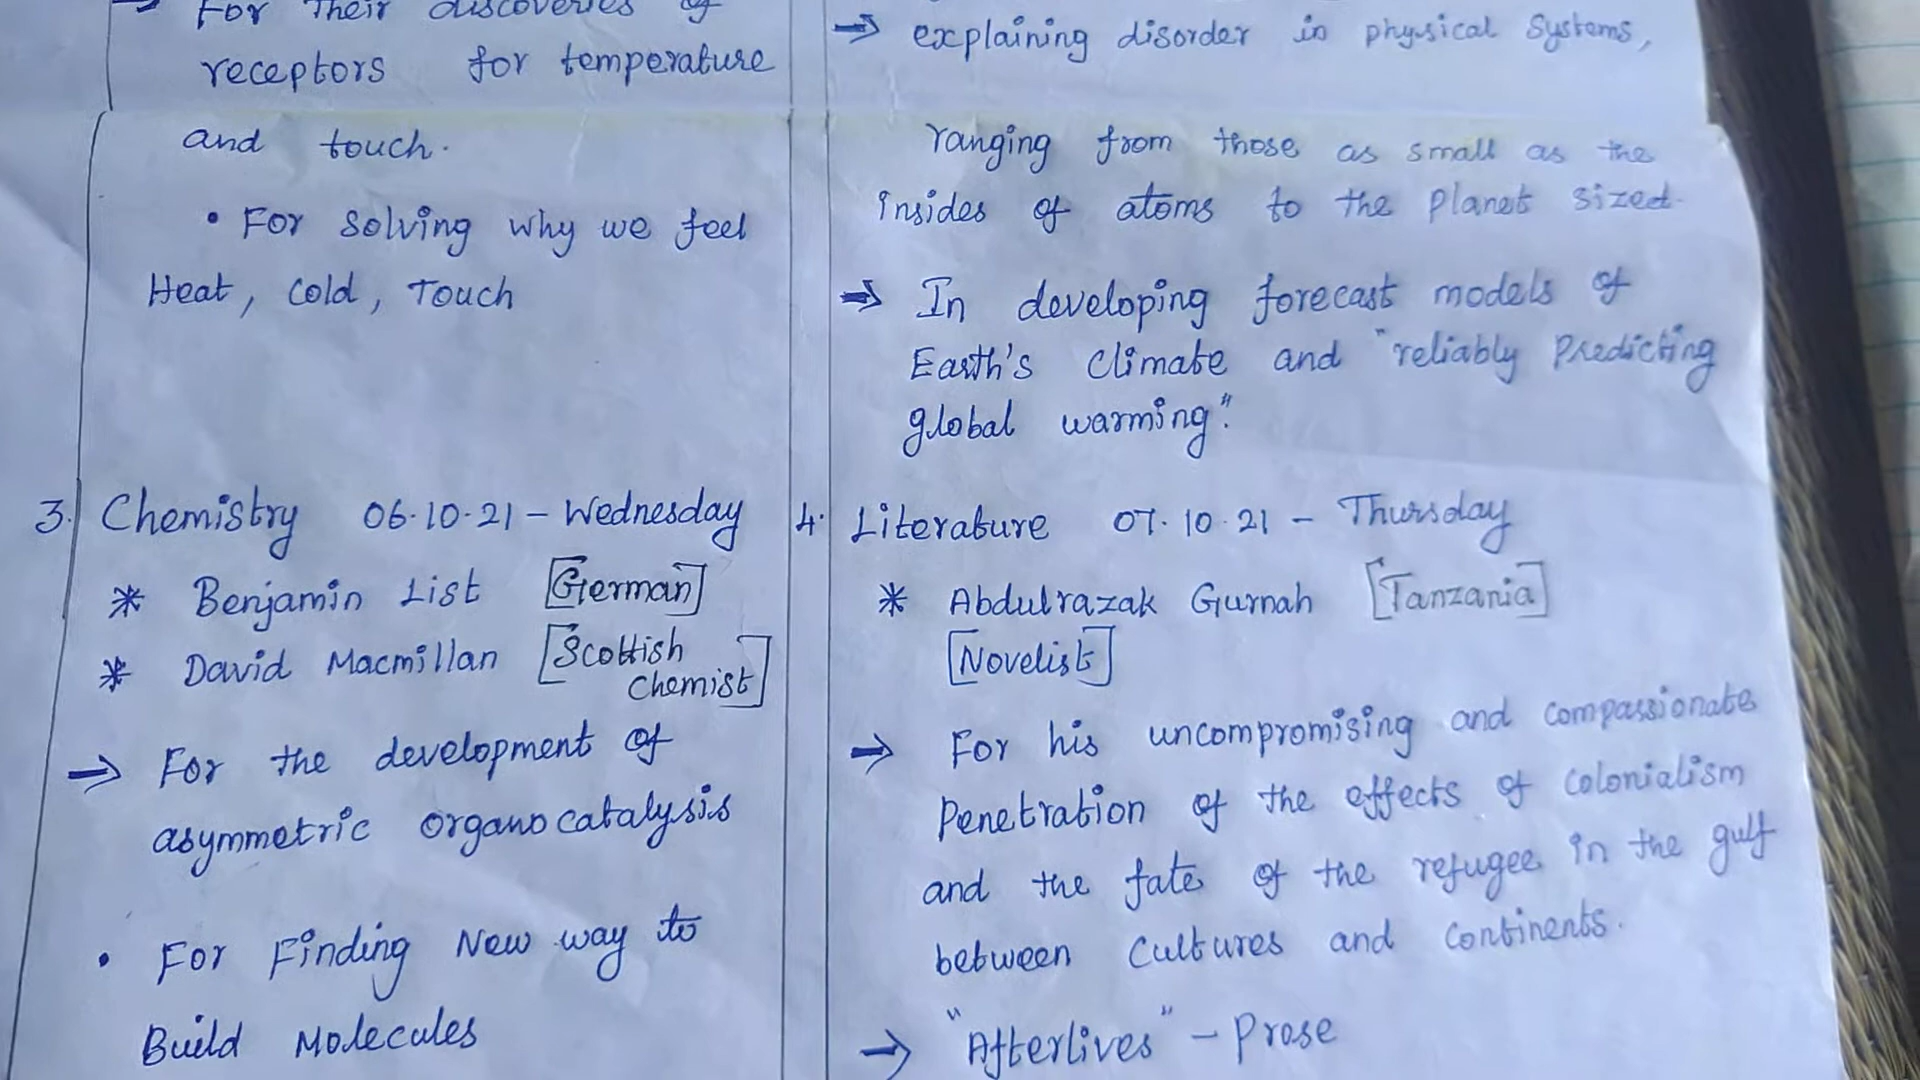 For Their discoveries of
receptors for temperature
and touch.
• For Solving why we feel
Heat, Cold, Touch
3. Chemistry 06.10.21 - Wednesday
* Benjamin List [German]
* David Macmillan [Scottish
Chemist]
⇒ For the development of
asymmetric organocatalysis
• For Finding New way to
Build Molecules
⇒ explaining disorder in physical Systems,
ranging from those as small as the
insides of atoms to the Planet sized.
⇒ In developing forecast models of
Earth's Climate and "reliably Predicting
global warming".
4. Literature 07.10.21 - Thursday
* Abdulrazak Gurnah [Tanzania]
[Novelist]
⇒ For his uncompromising and compassionate
Penetration of the effects of colonialism
and the fate of the refugee in the gulf
between Cultures and Continents.
⇒ "Afterlives" - Prose